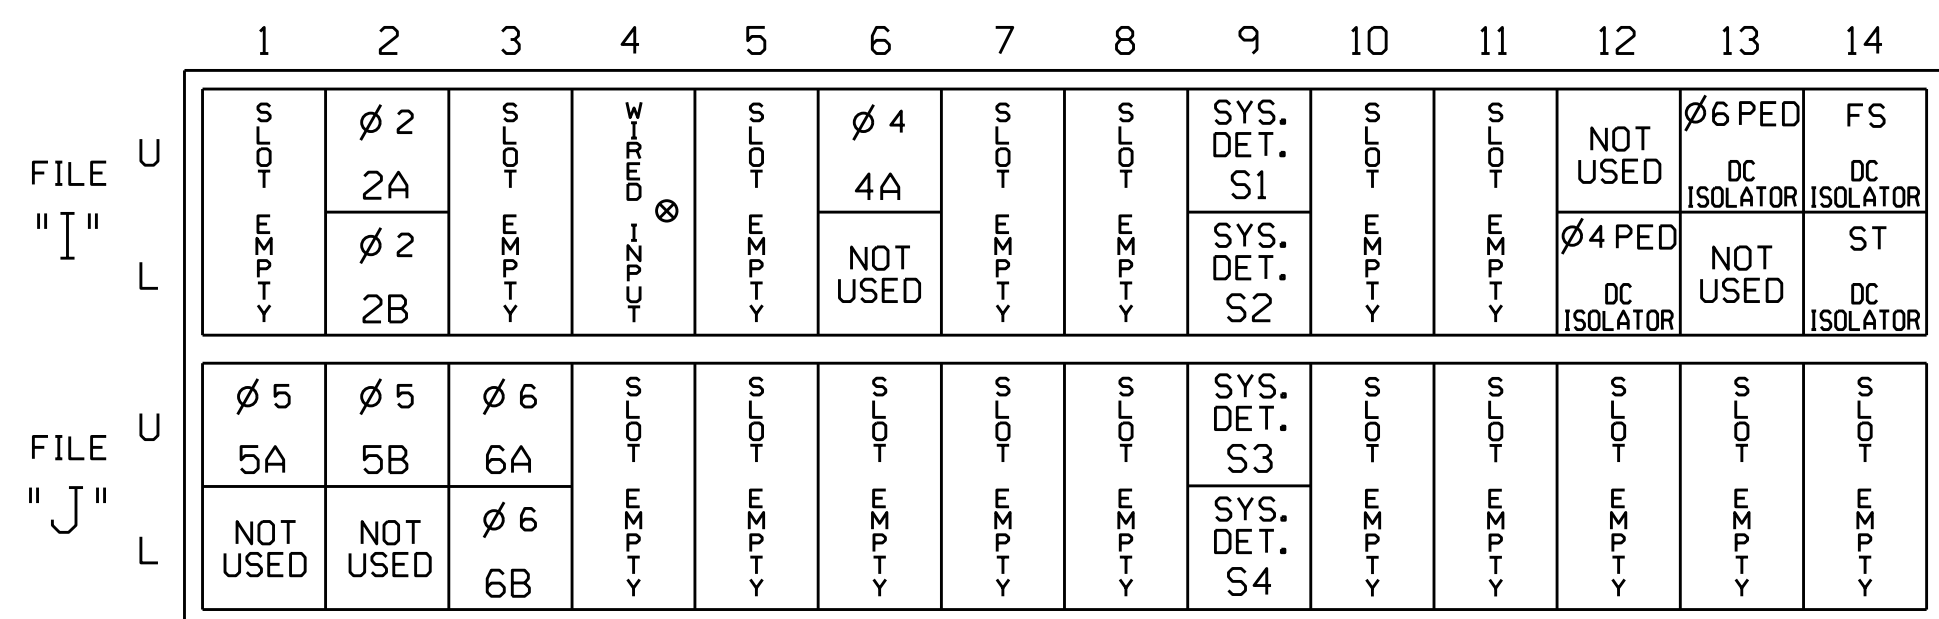 1 2 3 4 5 6 7 8 9 10 11 12 13 14
FILE
"I"
U
L
SLOT EMPTY
Ø 2
2A
Ø 2
2B
SLOT EMPTY
WIRED INPUT
SLOT EMPTY
Ø 4
4A
NOT
USED
SLOT EMPTY
SLOT EMPTY
SYS.
DET.
S1
SYS.
DET.
S2
SLOT EMPTY
SLOT EMPTY
NOT
USED
Ø4 PED
DC
ISOLATOR
Ø6 PED
DC
ISOLATOR
NOT
USED
FS
DC
ISOLATOR
ST
DC
ISOLATOR
FILE
"J"
U
L
Ø 5
5A
NOT
USED
Ø 5
5B
NOT
USED
Ø 6
6A
Ø 6
6B
SLOT EMPTY
SLOT EMPTY
SLOT EMPTY
SLOT EMPTY
SLOT EMPTY
SYS.
DET.
S3
SYS.
DET.
S4
SLOT EMPTY
SLOT EMPTY
SLOT EMPTY
SLOT EMPTY
SLOT EMPTY